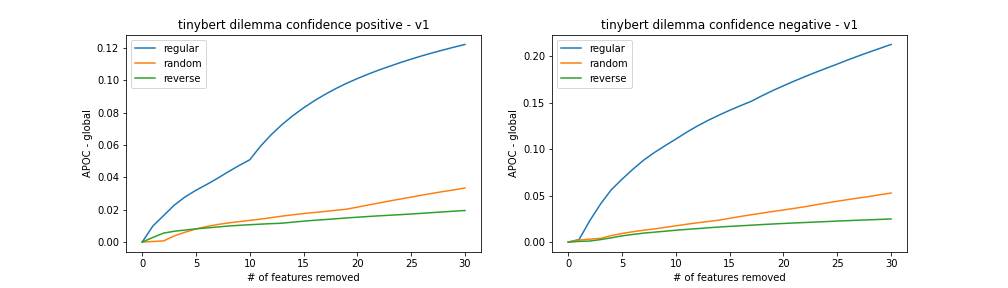 tinybert dilemma confidence positive - v1
regular
random
reverse
APOC - global
0.12
0.10
0.08
0.06
0.04
0.02
0.00
0 5 10 15 20 25 30
# of features removed
tinybert dilemma confidence negative - v1
regular
random
reverse
APOC - global
0.20
0.15
0.10
0.05
0.00
0 5 10 15 20 25 30
# of features removed